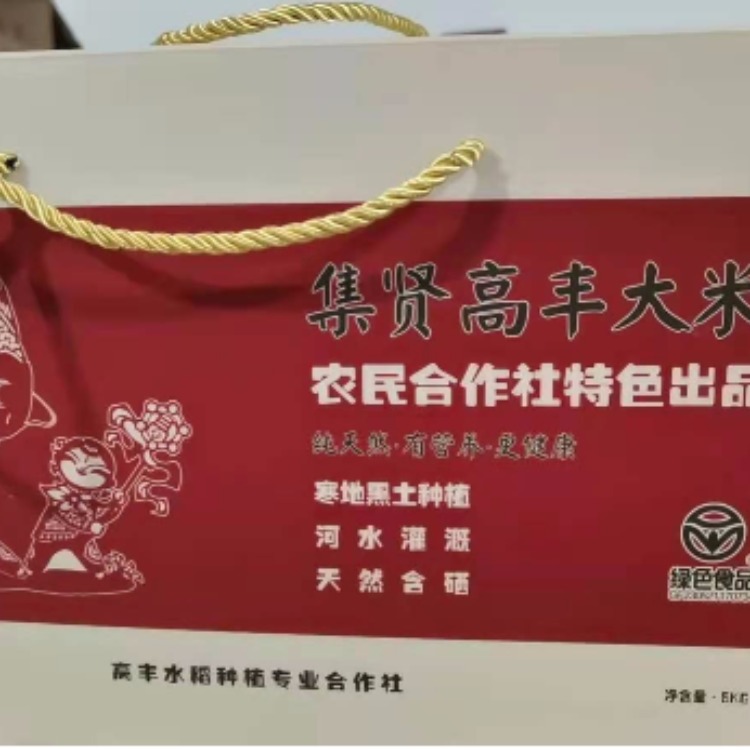 集贤高丰大米
农民合作社特色出品
纯天然·有营养·更健康
寒地黑土种植
河水灌溉
天然含硒
绿色食品
高丰水稻种植专业合作社
净含量·5KG